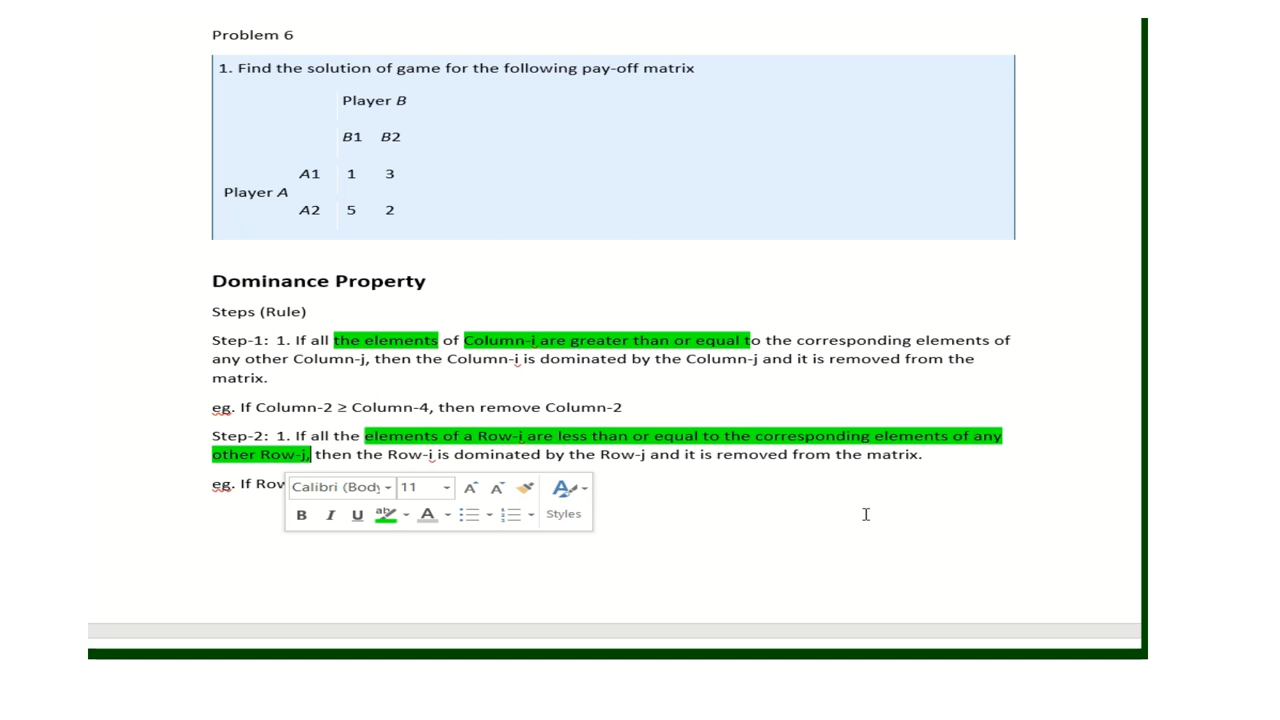 Problem 6
1. Find the solution of game for the following pay-off matrix
Player B
B1 B2
A1 1 3
Player A
A2 5 2
Dominance Property
Steps (Rule)
Step-1: 1. If all the elements of Column-i are greater than or equal to the corresponding elements of
any other Column-j, then the Column-i is dominated by the Column-j and it is removed from the
matrix.
eg. If Column-2 ≥ Column-4, then remove Column-2
Step-2: 1. If all the elements of a Row-i are less than or equal to the corresponding elements of any
other Row-j, then the Row-i is dominated by the Row-j and it is removed from the matrix.
eg. If Row
Calibri (Body 11 A A A
B I U ab A Styles